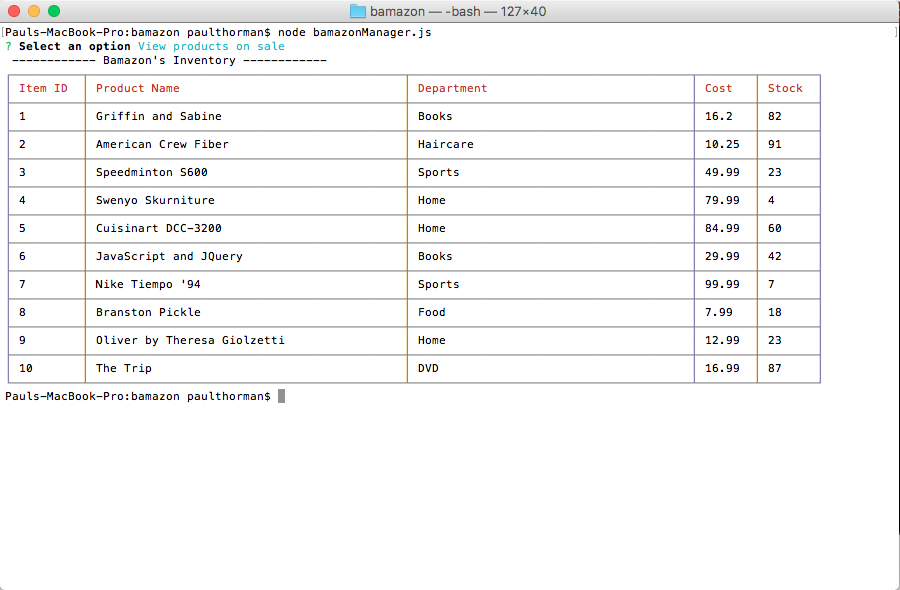 bamazon — -bash — 127×40
Pauls-MacBook-Pro:bamazon paulthorman$ node bamazonManager.js
? Select an option View products on sale
------------ Bamazon's Inventory ------------
Item ID Product Name Department Cost Stock
1 Griffin and Sabine Books 16.2 82
2 American Crew Fiber Haircare 10.25 91
3 Speedminton S600 Sports 49.99 23
4 Swenyo Skurniture Home 79.99 4
5 Cuisinart DCC-3200 Home 84.99 60
6 JavaScript and JQuery Books 29.99 42
7 Nike Tiempo '94 Sports 99.99 7
8 Branston Pickle Food 7.99 18
9 Oliver by Theresa Giolzetti Home 12.99 23
10 The Trip DVD 16.99 87
Pauls-MacBook-Pro:bamazon paulthorman$